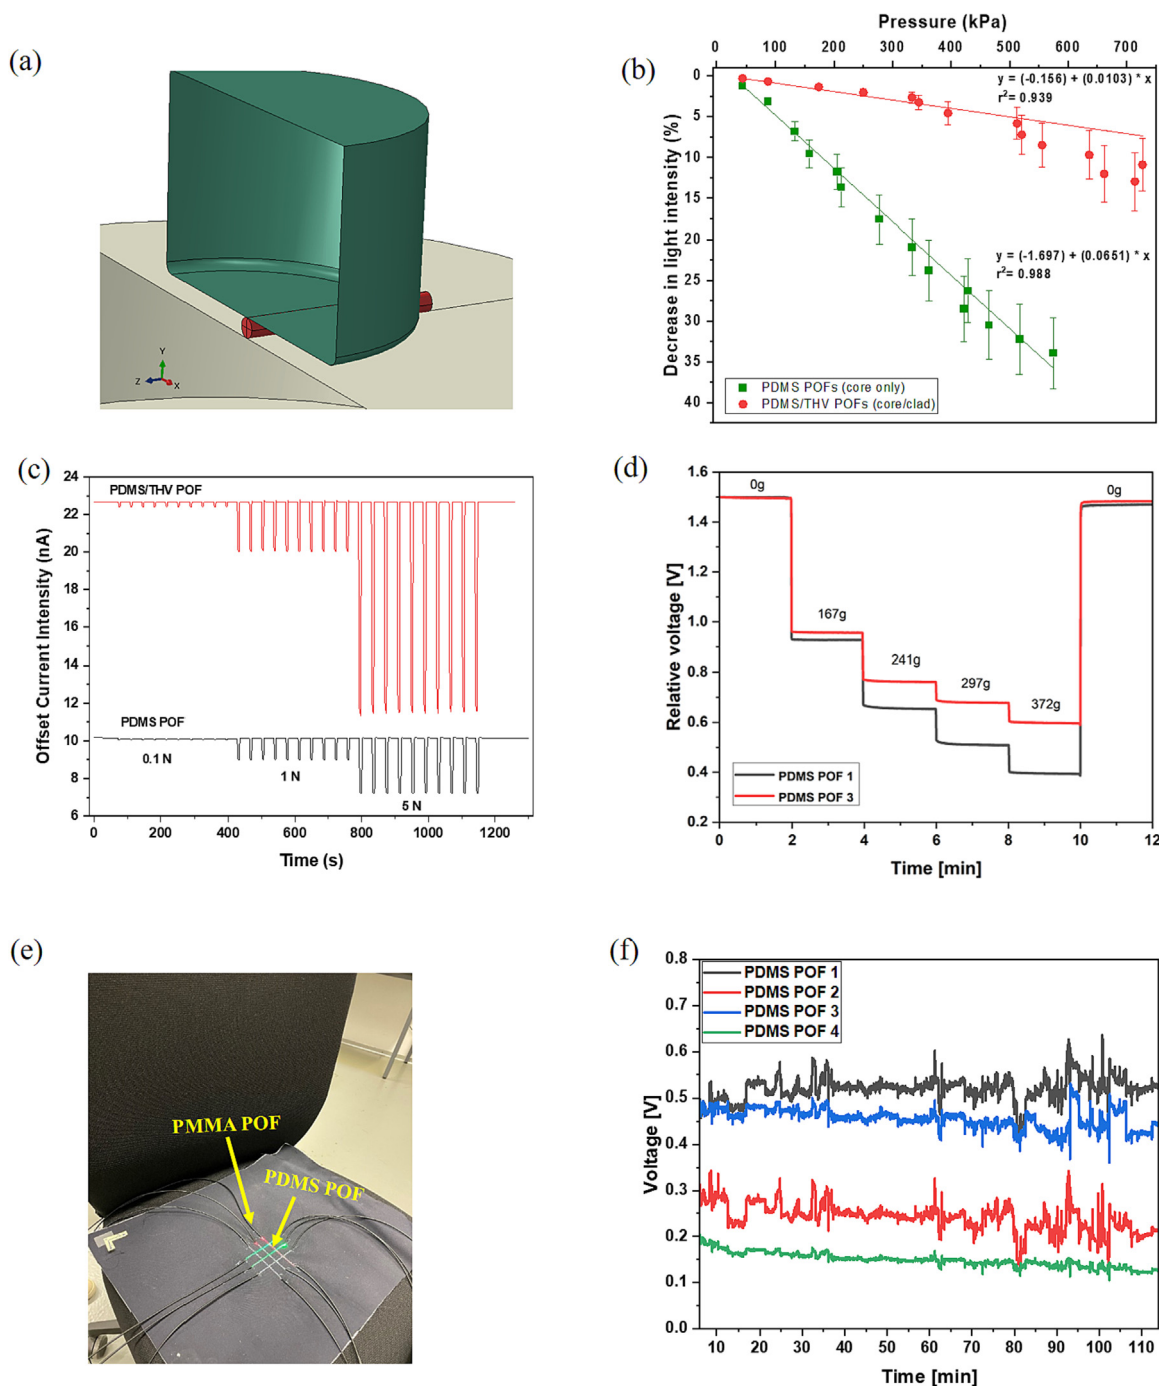 (a)
Y
Z
X
(b)
Pressure (kPa)
0 100 200 300 400 500 600 700
Decrease in light intensity (%)
0
5
10
15
20
25
30
35
40
y = (-0.156) + (0.0103) * x
r²= 0.939
y = (-1.697) + (0.0651) * x
r²= 0.988
PDMS POFs (core only)
PDMS/THV POFs (core/clad)
(c)
Offset Current Intensity (nA)
24
22
20
18
16
14
12
10
8
6
PDMS/THV POF
PDMS POF
0.1 N
1 N
5 N
0 200 400 600 800 1000 1200
Time (s)
(d)
Relative voltage [V]
1.6
1.4
1.2
1.0
0.8
0.6
0.4
0.2
0g
167g
241g
297g
372g
0g
PDMS POF 1
PDMS POF 3
0 2 4 6 8 10 12
Time [min]
(e)
PMMA POF
PDMS POF
(f)
Voltage [V]
0.8
0.7
0.6
0.5
0.4
0.3
0.2
0.1
0.0
PDMS POF 1
PDMS POF 2
PDMS POF 3
PDMS POF 4
10 20 30 40 50 60 70 80 90 100 110
Time [min]